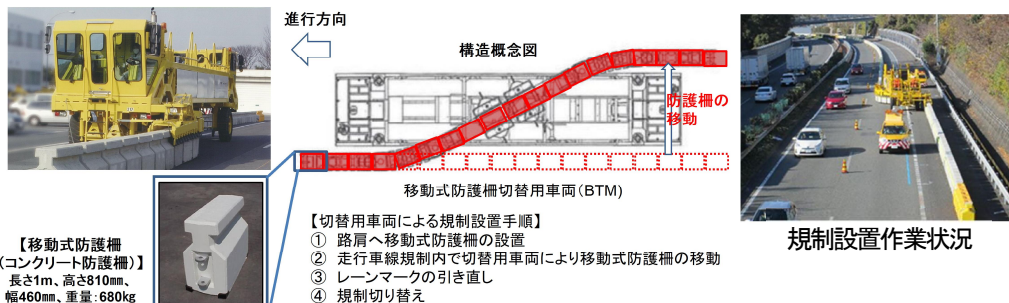 進行方向
構造概念図
防護柵の
移動
移動式防護柵切替用車両(BTM)
【移動式防護柵
(コンクリート防護柵)】
長さ1m、高さ810㎜、
幅460㎜、重量:680kg
【切替用車両による規制設置手順】
① 路肩へ移動式防護柵の設置
② 走行車線規制内で切替用車両により移動式防護柵の移動
③ レーンマークの引き直し
④ 規制切り替え
規制設置作業状況